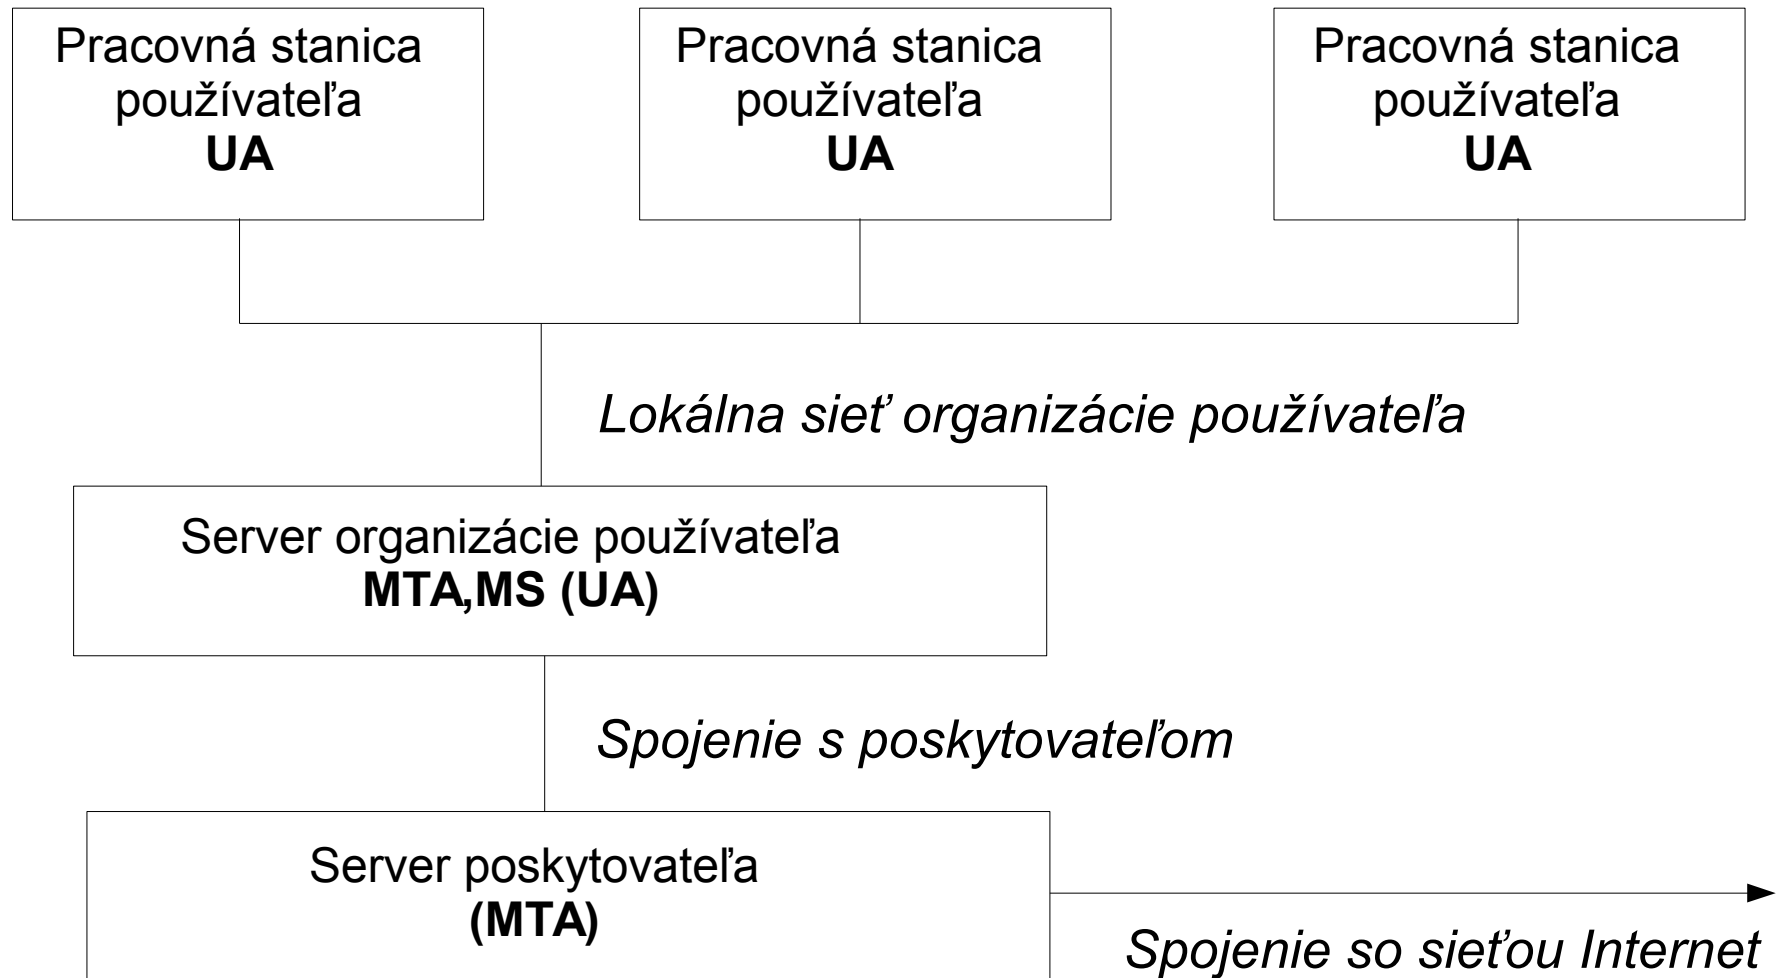 Pracovná stanica
používateľa
UA
Pracovná stanica
používateľa
UA
Pracovná stanica
používateľa
UA
Lokálna sieť organizácie používateľa
Server organizácie používateľa
MTA,MS (UA)
Spojenie s poskytovateľom
Server poskytovateľa
(MTA)
Spojenie so sieťou Internet